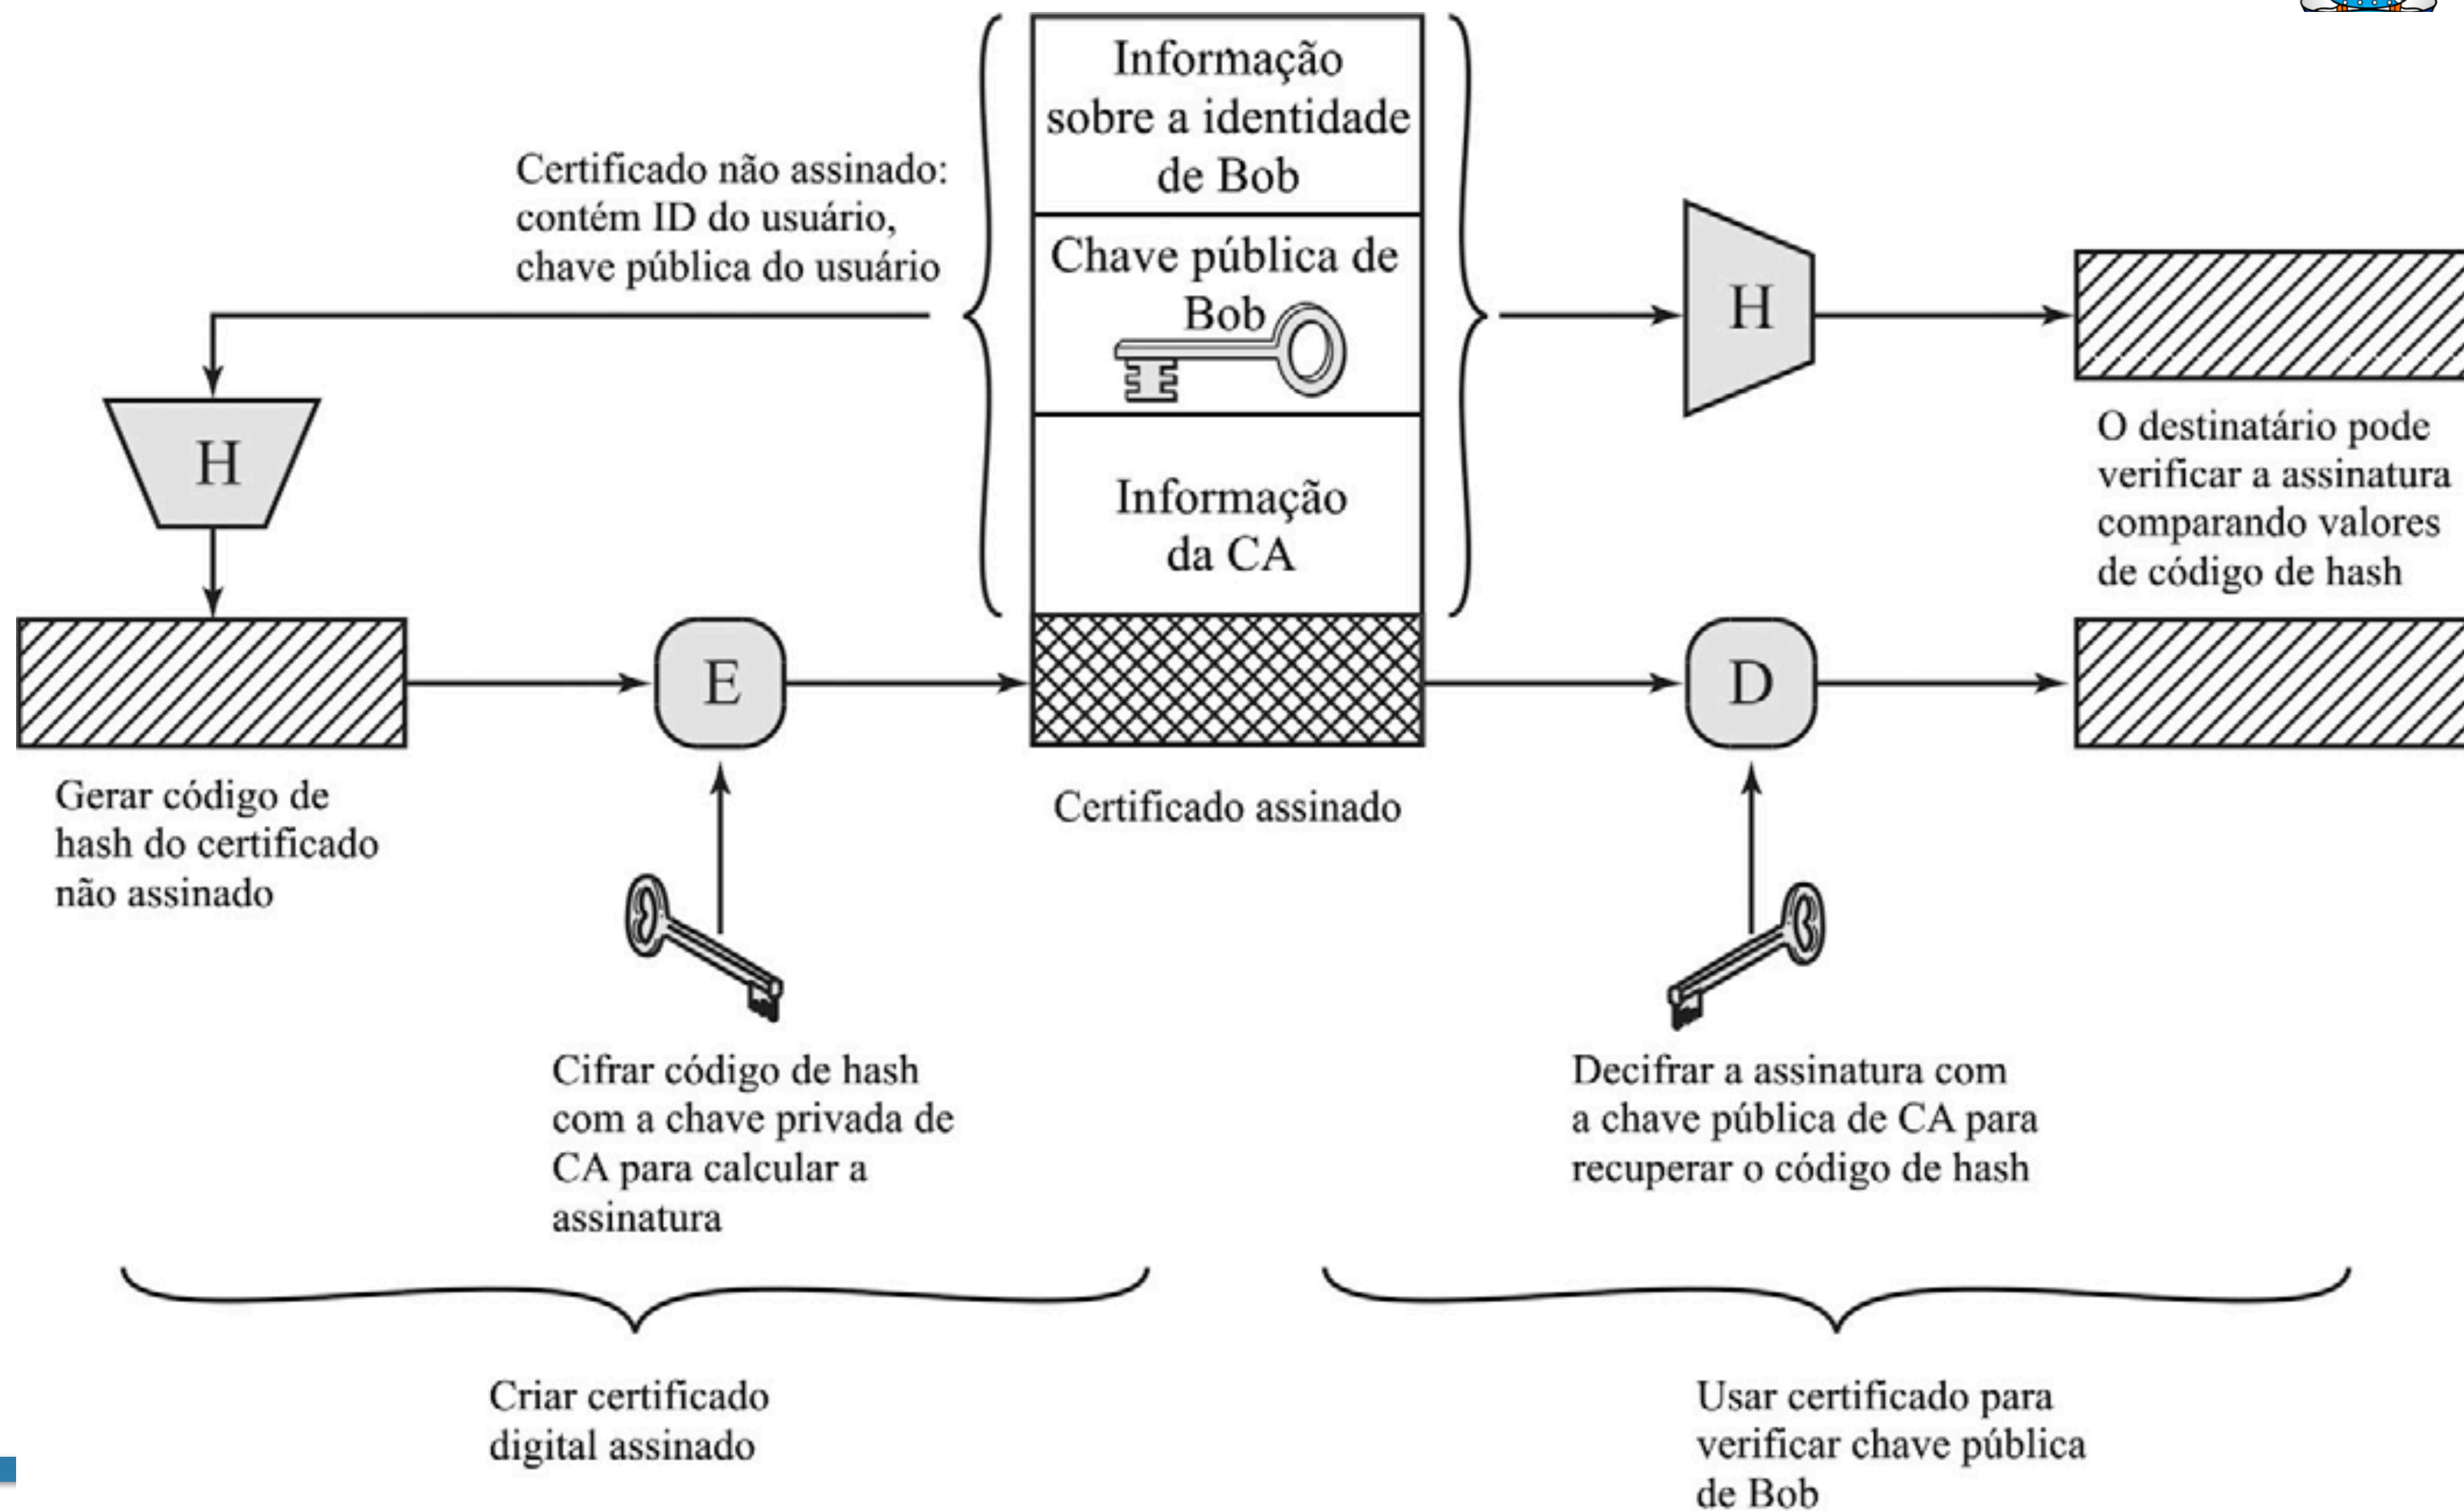 Informação
sobre a identidade
de Bob
Certificado não assinado:
contém ID do usuário,
chave pública do usuário
Chave pública de
Bob
H
H
Informação
da CA
O destinatário pode
verificar a assinatura
comparando valores
de código de hash
E
D
Gerar código de
hash do certificado
não assinado
Certificado assinado
Cifrar código de hash
com a chave privada de
CA para calcular a
assinatura
Decifrar a assinatura com
a chave pública de CA para
recuperar o código de hash
Criar certificado
digital assinado
Usar certificado para
verificar chave pública
de Bob